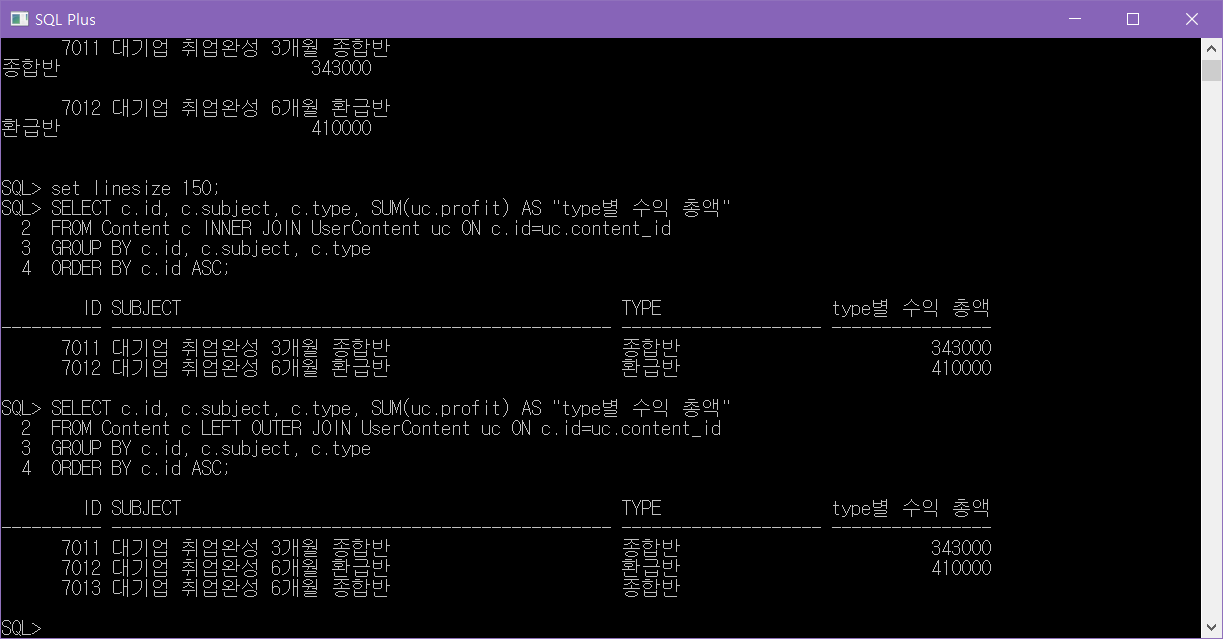 SQL Plus
7011 대기업 취업완성 3개월 종합반
종합반 343000
7012 대기업 취업완성 6개월 환급반
환급반 410000
SQL> set linesize 150;
SQL> SELECT c.id, c.subject, c.type, SUM(uc.profit) AS "type별 수익 총액"
2 FROM Content c INNER JOIN UserContent uc ON c.id=uc.content_id
3 GROUP BY c.id, c.subject, c.type
4 ORDER BY c.id ASC;
ID SUBJECT TYPE type별 수익 총액
---------- -------------------------------------------------- -------------------- ----------------
7011 대기업 취업완성 3개월 종합반 종합반 343000
7012 대기업 취업완성 6개월 환급반 환급반 410000
SQL> SELECT c.id, c.subject, c.type, SUM(uc.profit) AS "type별 수익 총액"
2 FROM Content c LEFT OUTER JOIN UserContent uc ON c.id=uc.content_id
3 GROUP BY c.id, c.subject, c.type
4 ORDER BY c.id ASC;
ID SUBJECT TYPE type별 수익 총액
---------- -------------------------------------------------- -------------------- ----------------
7011 대기업 취업완성 3개월 종합반 종합반 343000
7012 대기업 취업완성 6개월 환급반 환급반 410000
7013 대기업 취업완성 6개월 종합반 종합반
SQL>